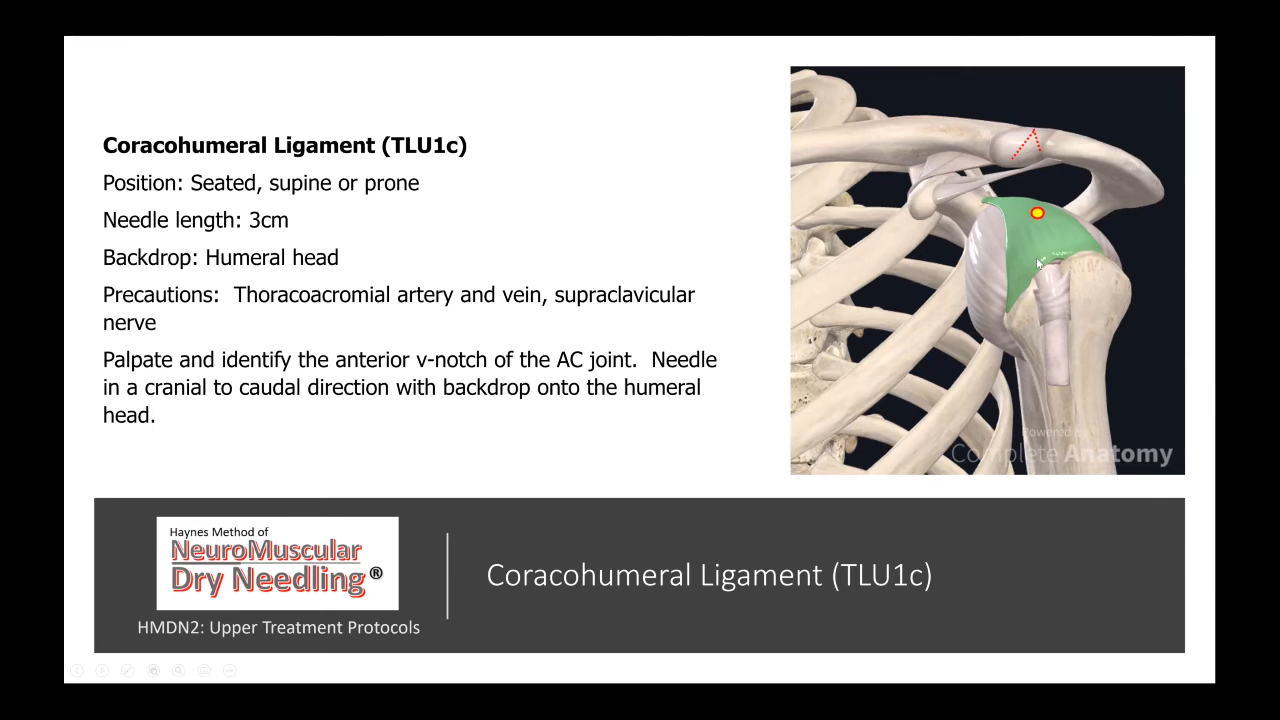 Coracohumeral Ligament (TLU1c)
Position: Seated, supine or prone
Needle length: 3cm
Backdrop: Humeral head
Precautions:  Thoracoacromial artery and vein, supraclavicular
nerve
Palpate and identify the anterior v-notch of the AC joint.  Needle
in a cranial to caudal direction with backdrop onto the humeral
head.
Powered by
Complete Anatomy
Haynes Method of
NeuroMuscular
Dry Needling®
HMDN2: Upper Treatment Protocols
Coracohumeral Ligament (TLU1c)